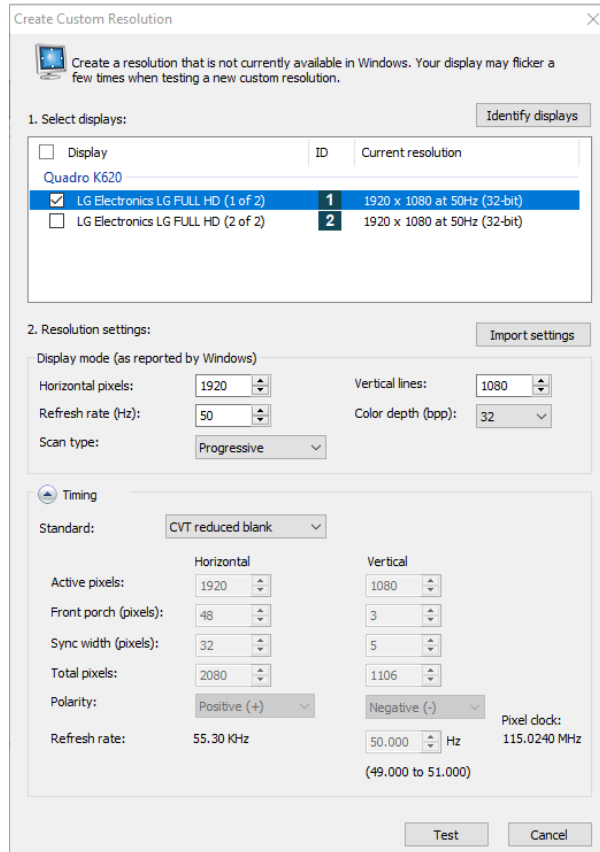 Create Custom Resolution
Create a resolution that is not currently available in Windows. Your display may flicker a
few times when testing a new custom resolution.
1. Select displays:
Identify displays
Display ID Current resolution
Quadro K620
LG Electronics LG FULL HD (1 of 2) 1 1920 x 1080 at 50Hz (32-bit)
LG Electronics LG FULL HD (2 of 2) 2 1920 x 1080 at 50Hz (32-bit)
2. Resolution settings:
Import settings
Display mode (as reported by Windows)
Horizontal pixels: 1920 Vertical lines: 1080
Refresh rate (Hz): 50 Color depth (bpp): 32
Scan type: Progressive
Timing
Standard: CVT reduced blank
Horizontal Vertical
Active pixels: 1920 1080
Front porch (pixels): 48 3
Sync width (pixels): 32 5
Total pixels: 2080 1106
Polarity: Positive (+) Negative (-)
Pixel clock:
Refresh rate: 55.30 KHz 50.000 Hz 115.0240 MHz
(49.000 to 51.000)
Test Cancel